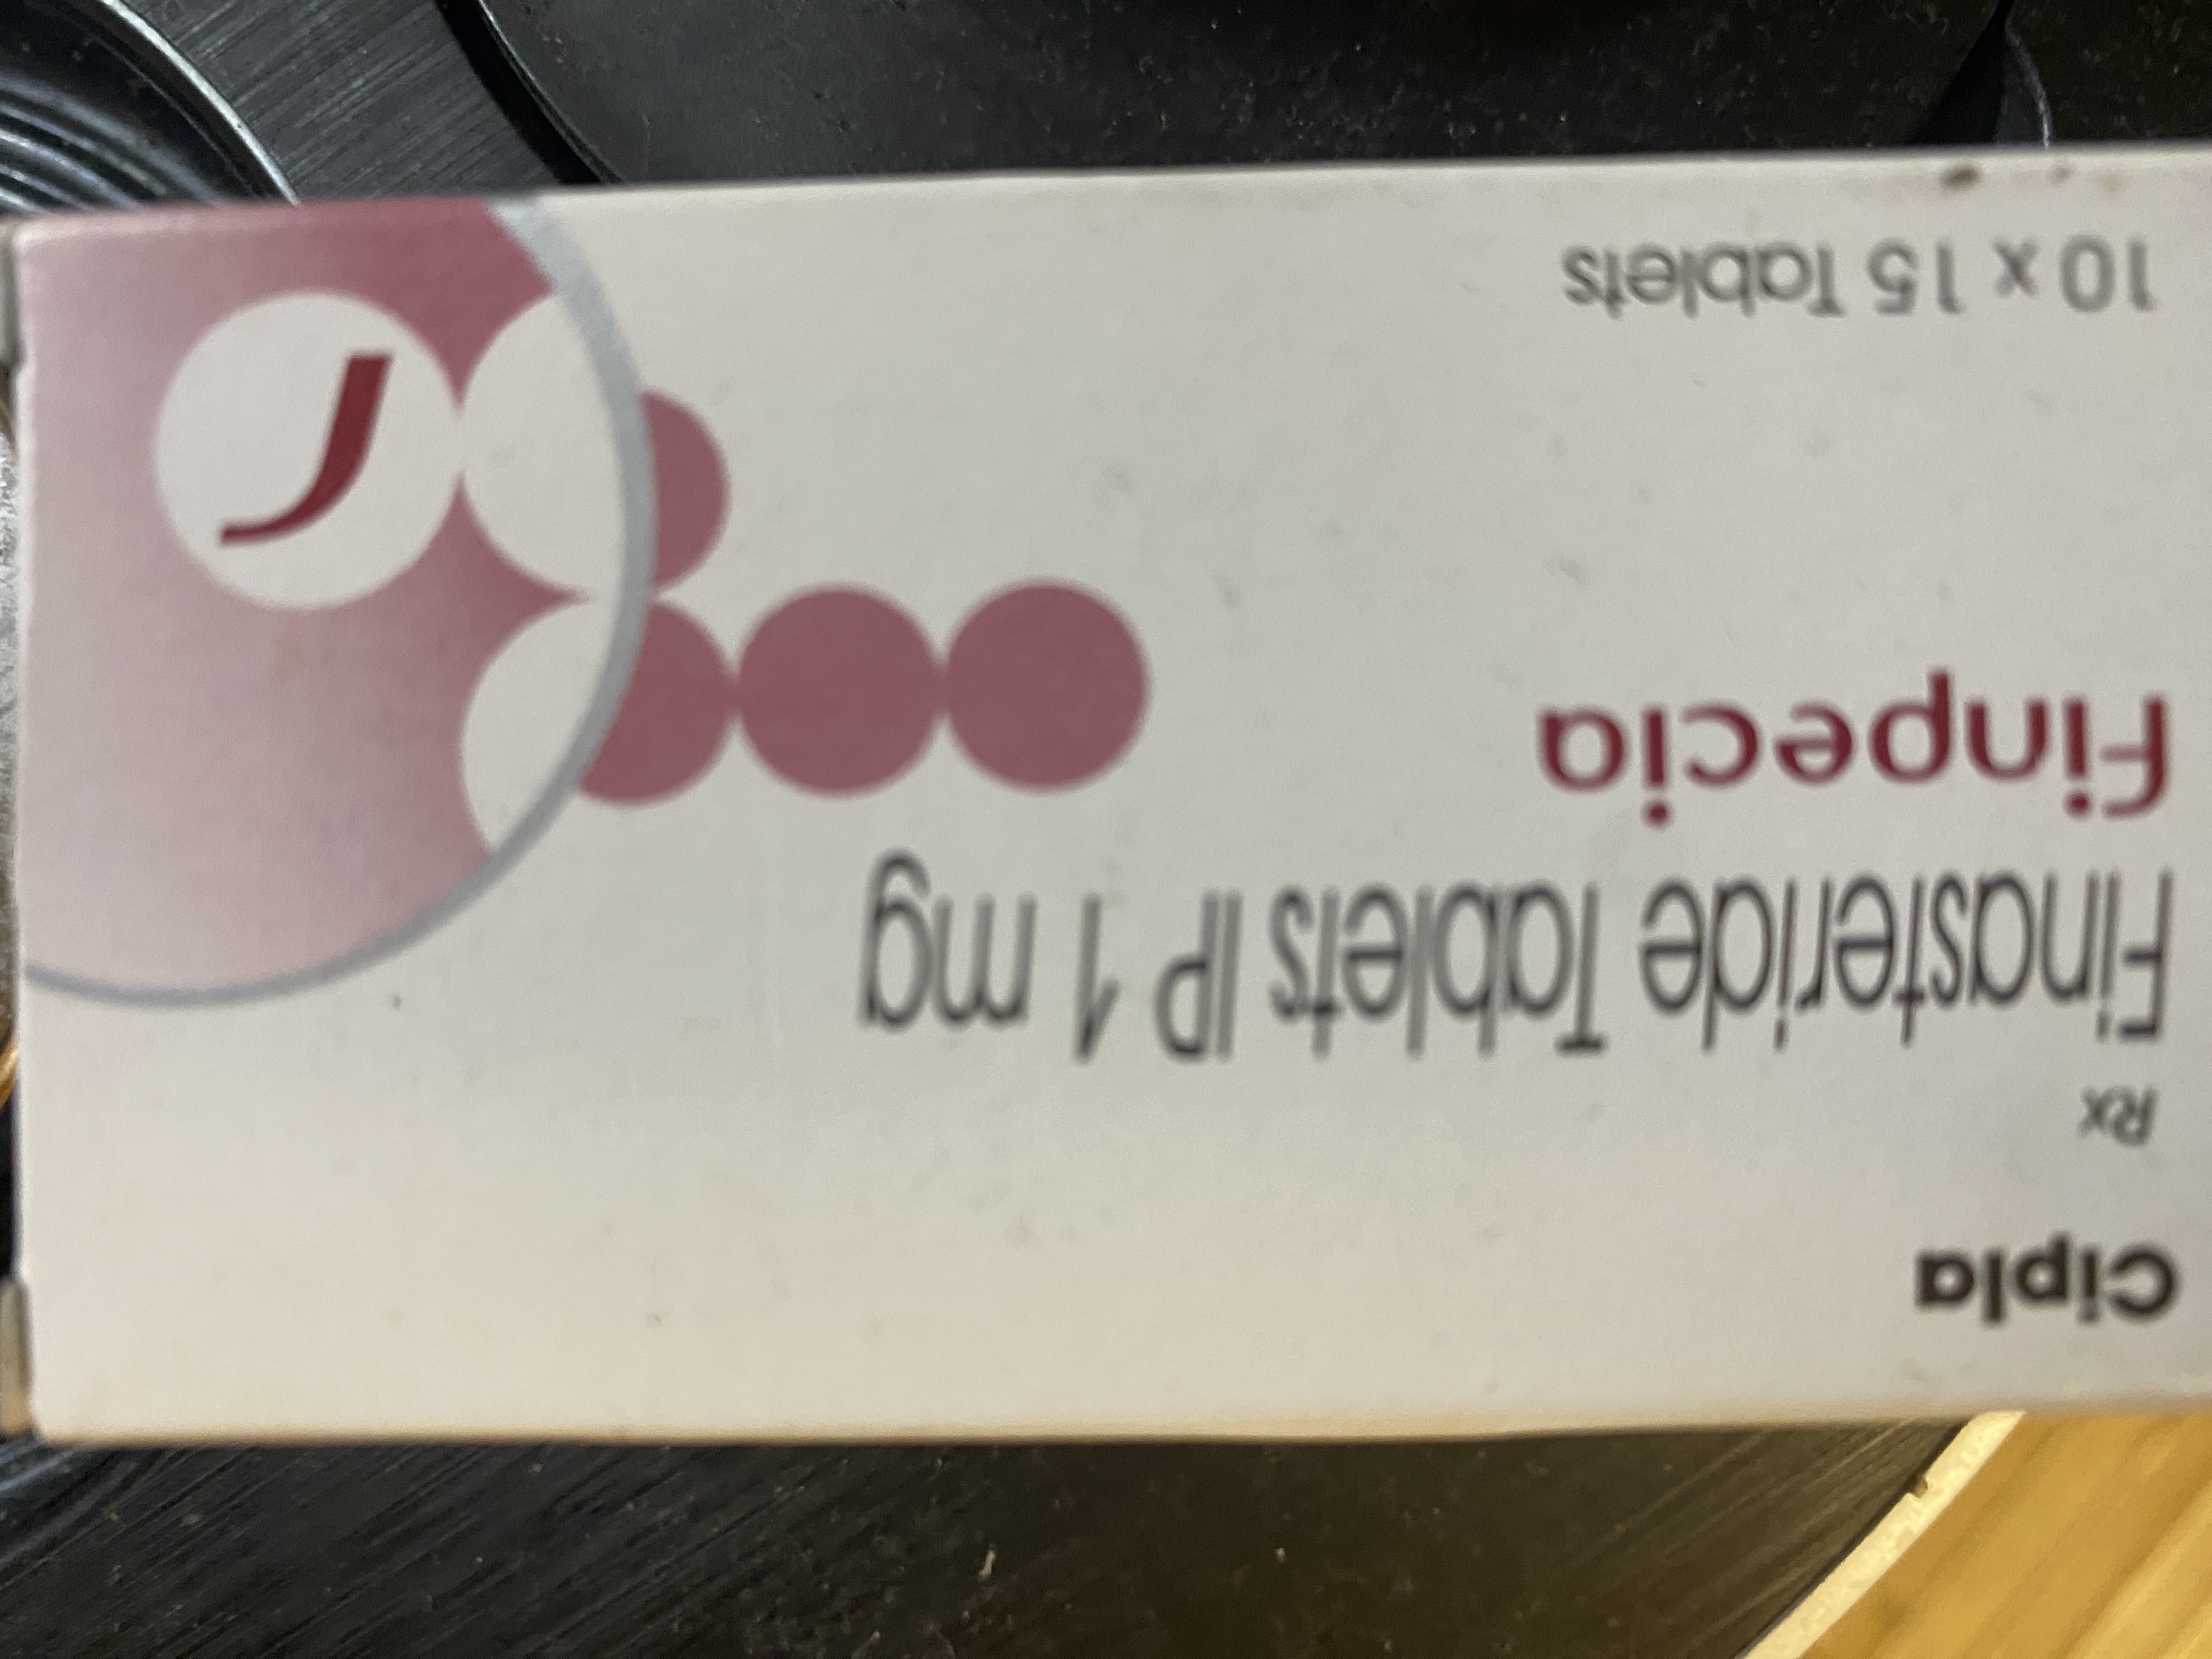 Cipla
Rx
Finasteride Tablets IP 1 mg
finpecia
10 x 15 Tablets